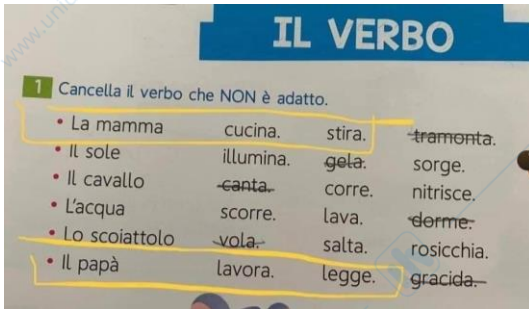 IL VERBO
1 Cancella il verbo che NON è adatto.
• La mamma cucina. stira. tramonta.
• Il sole illumina. gela. sorge.
• Il cavallo canta. corre. nitrisce.
• L'acqua scorre. lava. dorme.
• Lo scoiattolo vola. salta. rosicchia.
• Il papà lavora. legge. gracida.